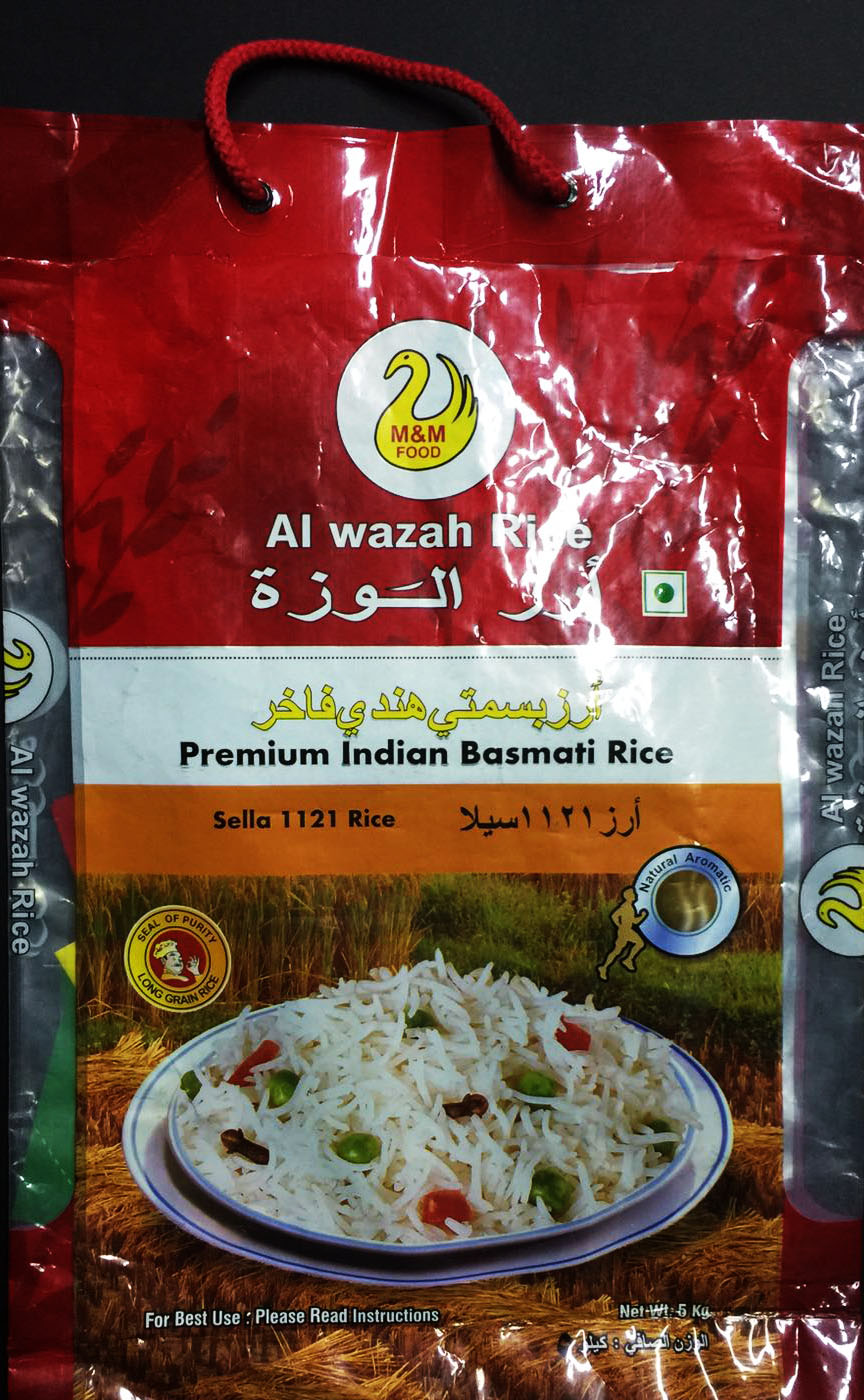 M&M
FOOD
Al wazah Rice
أرز الـوزة
أرز بسمتي هندي فاخر
Premium Indian Basmati Rice
Sella 1121 Rice
أرز ١١٢١ سيلا
Natural Aromatic
SEAL OF PURITY
LONG GRAIN RICE
For Best Use : Please Read Instructions
Net Wt. 5 Kg.
الوزن الصافي : كيلو
Al wazah Rice
Al wazah Rice